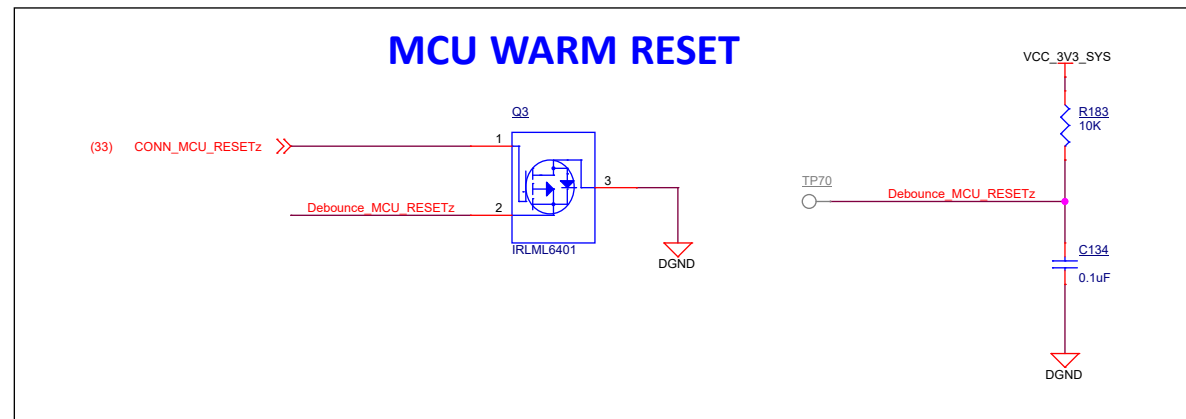 MCU WARM RESET
VCC_3V3_SYS
Q3
R183
10K
(33) CONN_MCU_RESETz
1
3
TP70
Debounce_MCU_RESETz
2
Debounce_MCU_RESETz
IRLML6401
DGND
C134
0.1uF
DGND